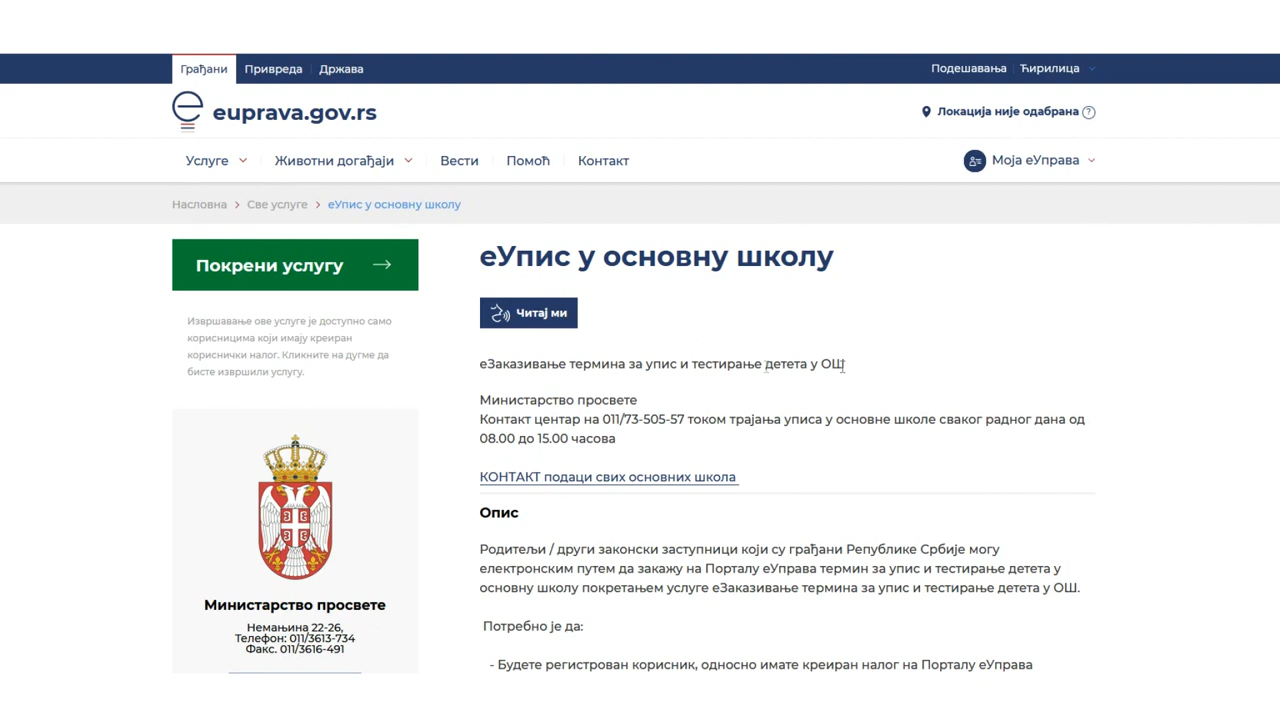 Грађани Привреда Држава Подешавања Ћирилица
euprava.gov.rs Локација није одабрана ?
Услуге Животни догађаји Вести Помоћ Контакт Моја еУправа
Насловна Све услуге еУпис у основну школу
Покрени услугу
Извршавање ове услуге је доступно само
корисницима који имају креиран
кориснички налог. Кликните на дугме да
бисте извршили услугу.
Министарство просвете
Немањина 22-26,
Телефон: 011/3613-734
Факс. 011/3616-491
еУпис у основну школу
Читај ми
еЗаказивање термина за упис и тестирање детета у ОШ
Министарство просвете
Контакт центар на 011/73-505-57 током трајања уписа у основне школе сваког радног дана од
08.00 до 15.00 часова
КОНТАКТ подаци свих основних школа
Опис
Родитељи / други законски заступници који су грађани Републике Србије могу
електронским путем да закажу на Порталу еУправа термин за упис и тестирање детета у
основну школу покретањем услуге еЗаказивање термина за упис и тестирање детета у ОШ.
Потребно је да:
- Будете регистрован корисник, односно имате креиран налог на Порталу еУправа